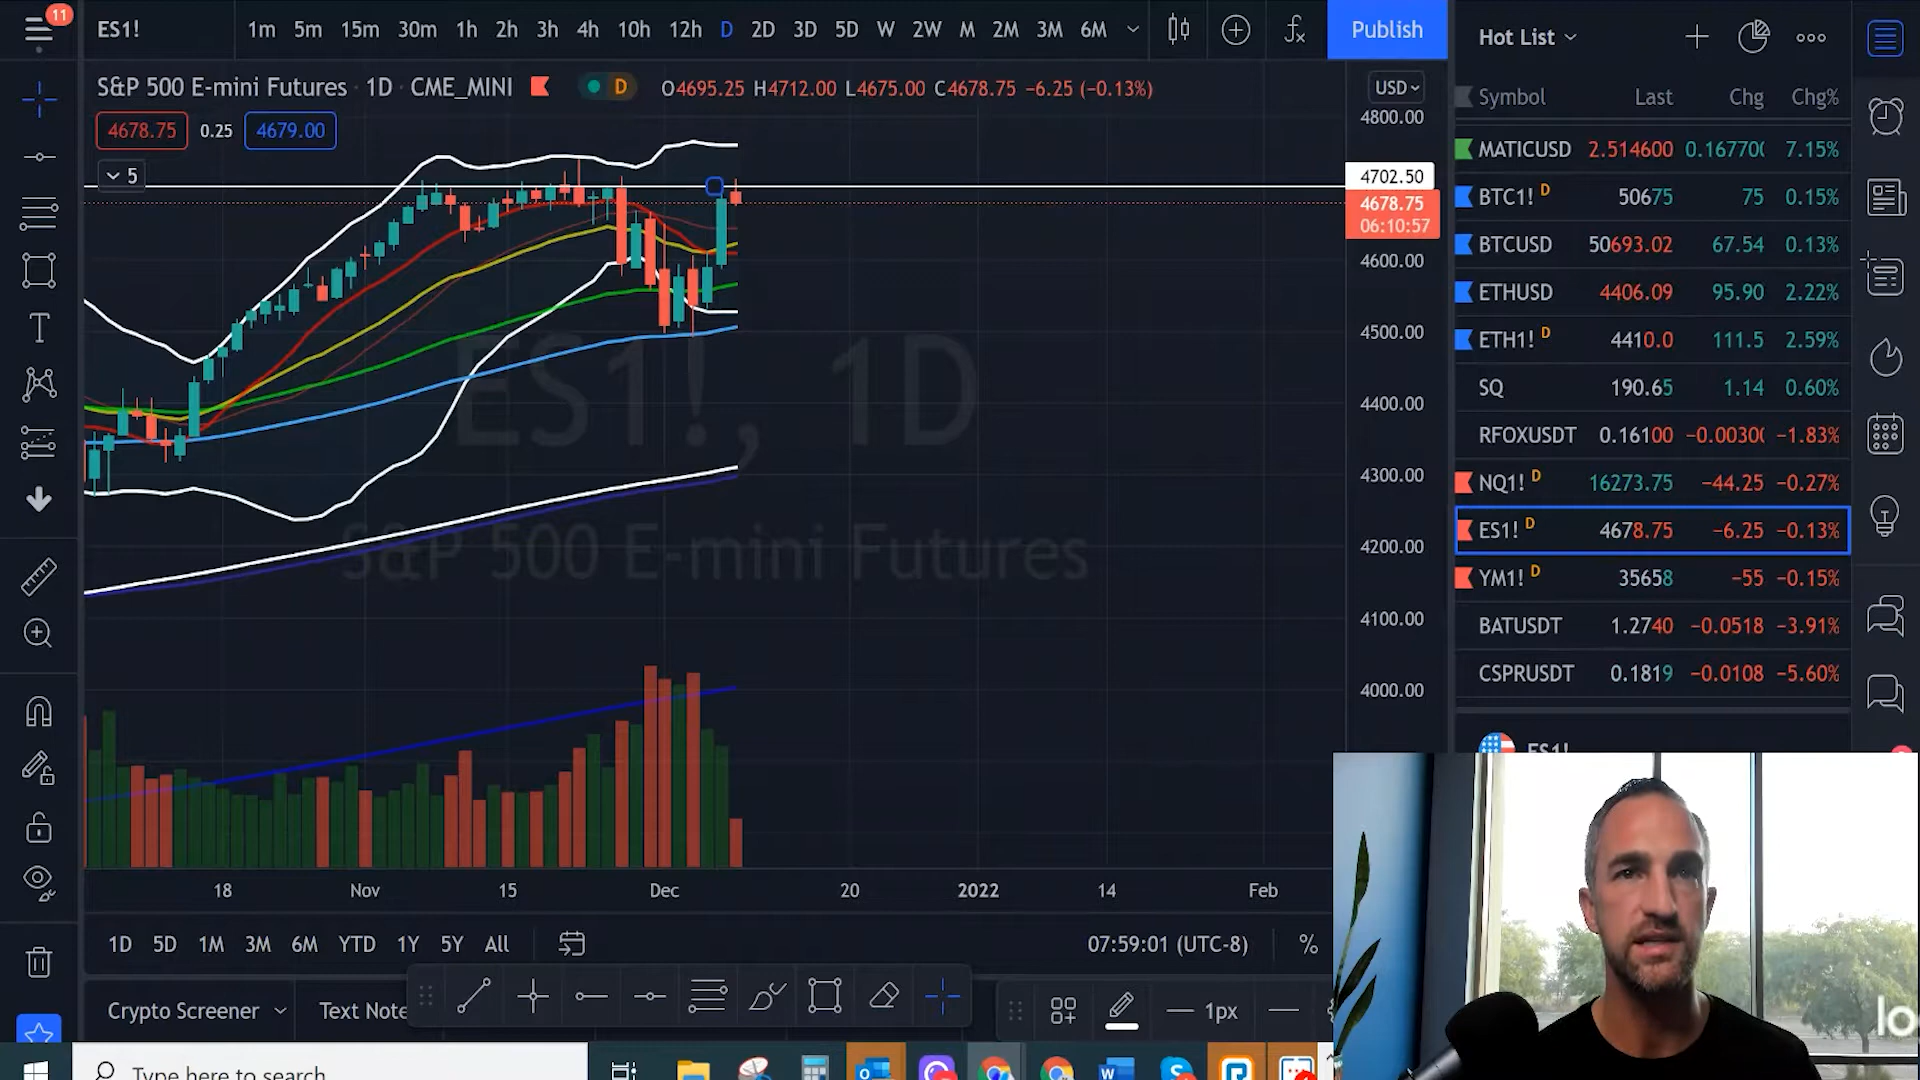 11
ES1!
1m 5m 15m 30m 1h 2h 3h 4h 10h 12h D 2D 3D 5D W 2W M 2M 3M 6M
Publish
S&P 500 E-mini Futures · 1D · CME_MINI D O4695.25 H4712.00 L4675.00 C4678.75 −6.25 (−0.13%)
4678.75 0.25 4679.00
5
USD
4800.00
4702.50
4678.75
06:10:57
4600.00
4500.00
4400.00
4300.00
4200.00
4100.00
4000.00
ES1!, 1D
S&P 500 E-mini Futures
18 Nov 15 Dec 20 2022 14 Feb
1D 5D 1M 3M 6M YTD 1Y 5Y All
07:59:01 (UTC-8) %
Crypto Screener Text Note
1px
Type here to search
Hot List
Symbol Last Chg Chg%
MATICUSD 2.514600 0.16770 7.15%
BTC1! D 50675 75 0.15%
BTCUSD 50693.02 67.54 0.13%
ETHUSD 4406.09 95.90 2.22%
ETH1! D 4410.0 111.5 2.59%
SQ 190.65 1.14 0.60%
RFOXUSDT 0.16100 −0.0030 −1.83%
NQ1! D 16273.75 −44.25 −0.27%
ES1! D 4678.75 −6.25 −0.13%
YM1! D 35658 −55 −0.15%
BATUSDT 1.2740 −0.0518 −3.91%
CSPRUSDT 0.1819 −0.0108 −5.60%
ES1!
lo